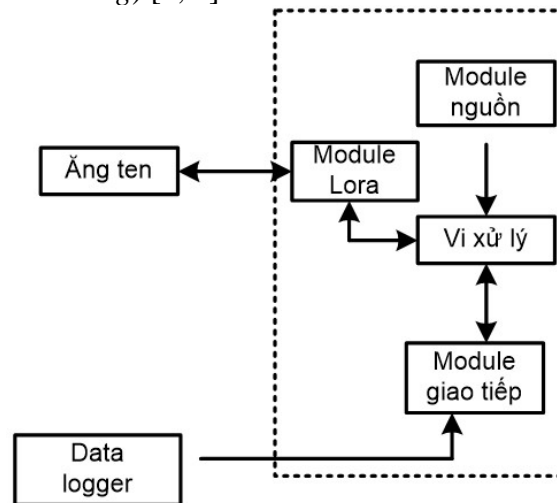 Module
nguồn
Ăng ten
Module
Lora
Vi xử lý
Module
giao tiếp
Data
logger